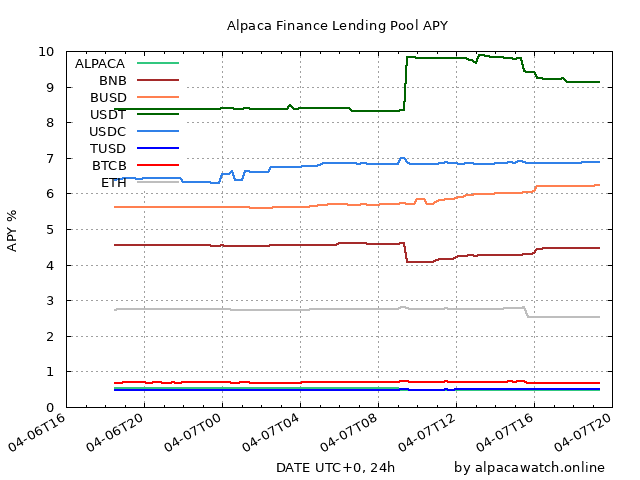 Alpaca Finance Lending Pool APY
APY %
10
9
8
7
6
5
4
3
2
1
0
ALPACA
BNB
BUSD
USDT
USDC
TUSD
BTCB
ETH
04-06T16
04-06T20
04-07T00
04-07T04
04-07T08
04-07T12
04-07T16
04-07T20
DATE UTC+0, 24h
by alpacawatch.online